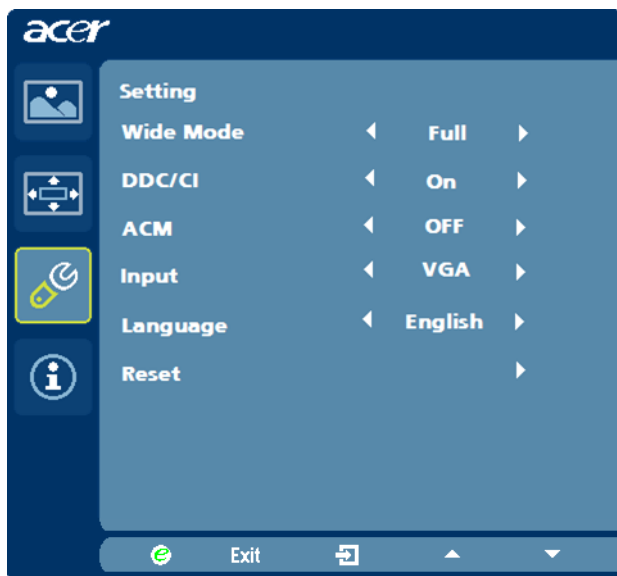 acer
Setting
Wide Mode Full
DDC/CI On
ACM OFF
Input VGA
Language English
Reset
e Exit